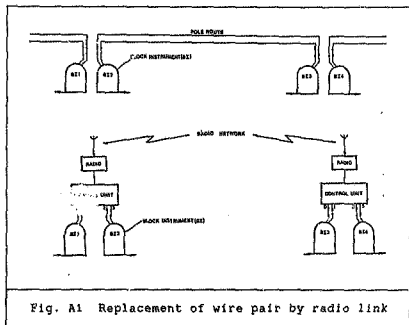 POLE ROUTE
BI1 BI2 BI3 BI4
BLOCK INSTRUMENT(BI)
RADIO NETWORK
RADIO RADIO
UNIT CONTROL UNIT
BI1 BI2 BI3 BI4
BLOCK INSTRUMENT(BI)
Fig. A1 Replacement of wire pair by radio link